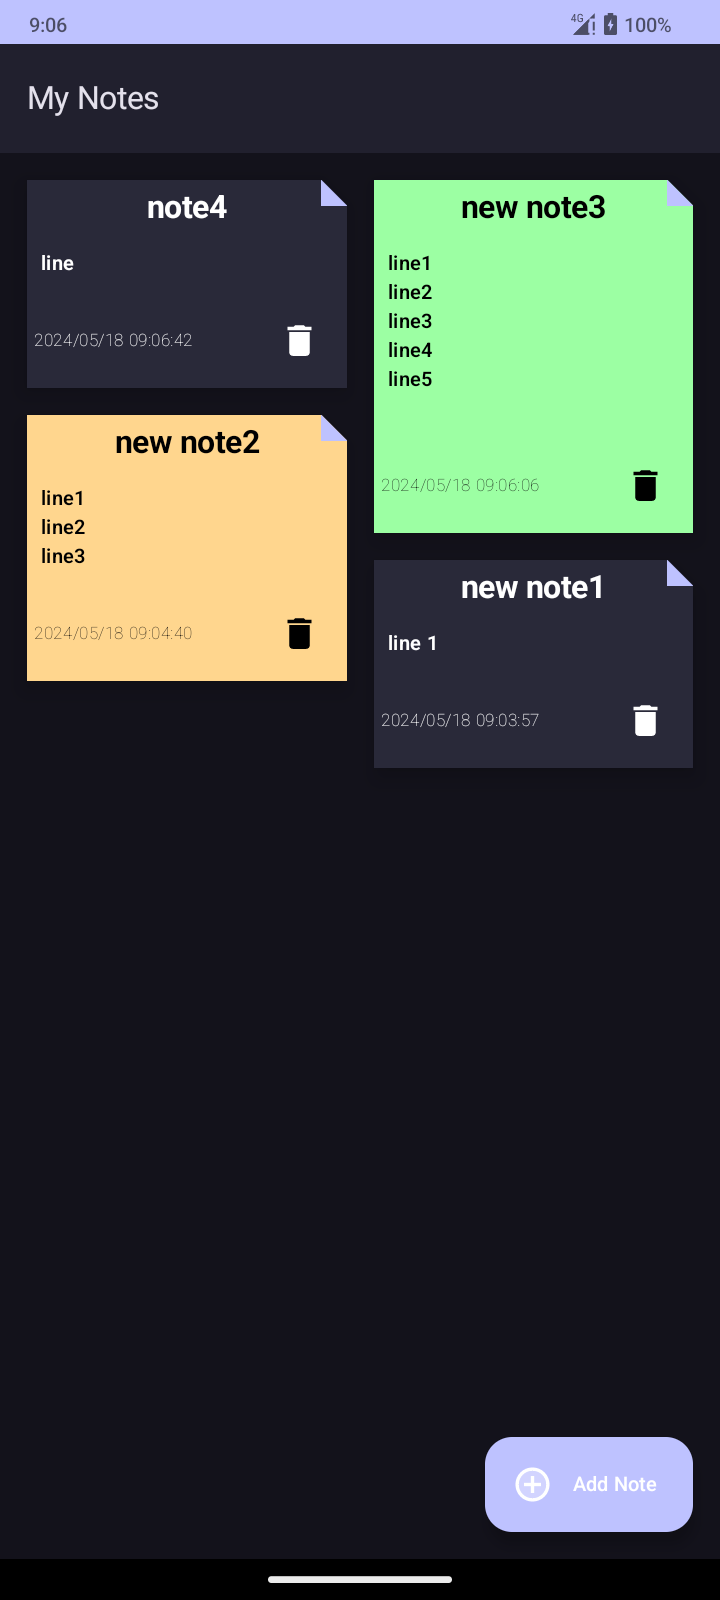 9:06
4G
100%
My Notes
note4
line
2024/05/18 09:06:42
new note3
line1
line2
line3
line4
line5
2024/05/18 09:06:06
new note2
line1
line2
line3
2024/05/18 09:04:40
new note1
line 1
2024/05/18 09:03:57
Add Note